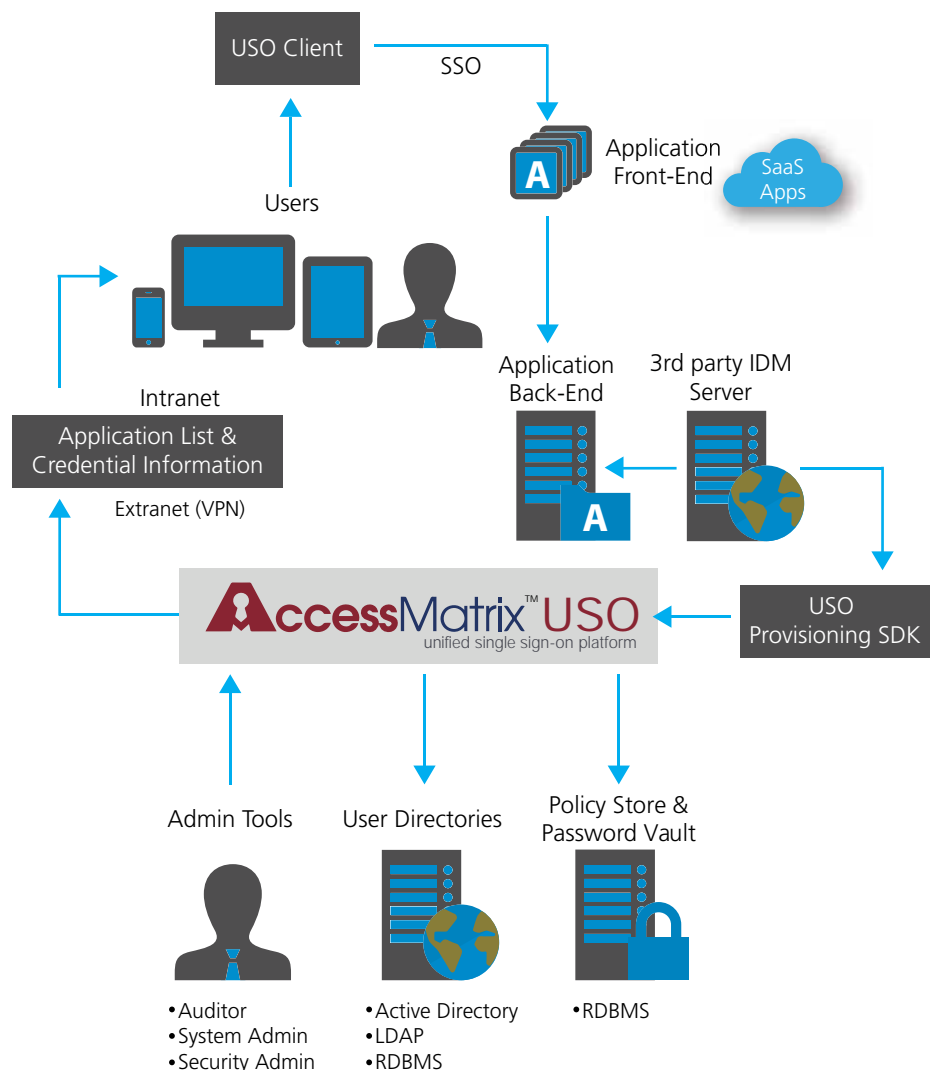 USO Client
SSO
Application
Front-End
A
SaaS
Apps
Users
Application
Back-End
3rd party IDM
Server
A
Intranet
Application List &
Credential Information
Extranet (VPN)
AccessMatrix™ USO
unified single sign-on platform
USO
Provisioning SDK
Admin Tools
User Directories
Policy Store &
Password Vault
•Auditor
•System Admin
•Security Admin
•Active Directory
•LDAP
•RDBMS
•RDBMS